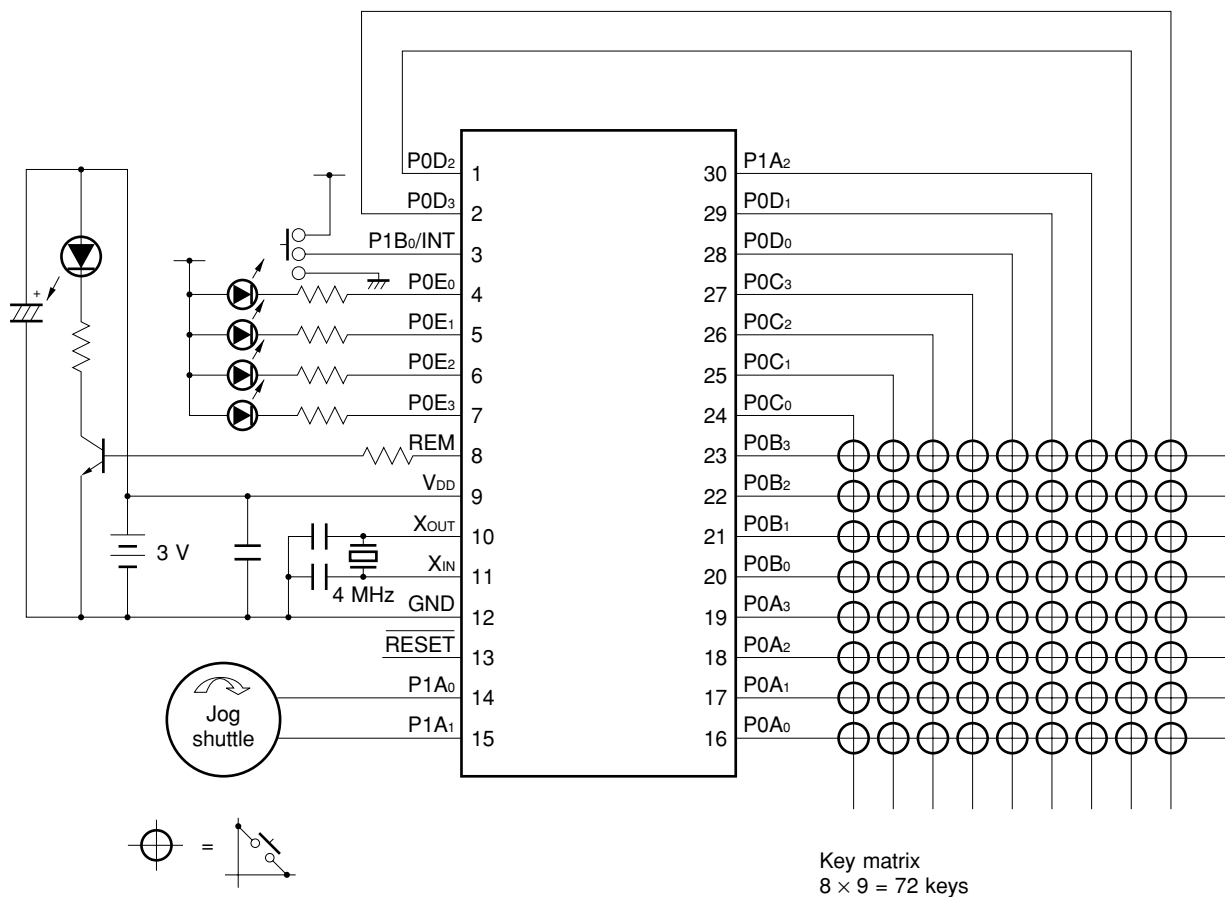 P0D₂ 1 30 P1A₂
P0D₃ 2 29 P0D₁
P1B₀/INT 3 28 P0D₀
P0E₀ 4 27 P0C₃
+
P0E₁ 5 26 P0C₂
P0E₂ 6 25 P0C₁
P0E₃ 7 24 P0C₀
REM 8 23 P0B₃
VDD 9 22 P0B₂
3 V
XOUT 10 21 P0B₁
XIN 11 20 P0B₀
4 MHz
GND 12 19 P0A₃
RESET 13 18 P0A₂
P1A₀ 14 17 P0A₁
P1A₁ 15 16 P0A₀
Jog
shuttle
=
Key matrix
8 × 9 = 72 keys